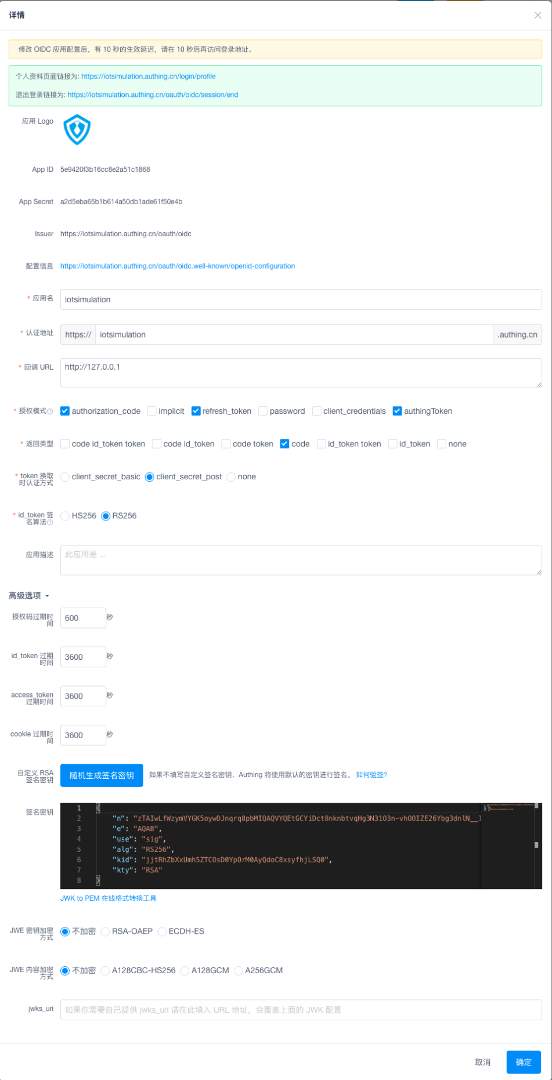 详情
修改 OIDC 应用配置后，有 10 秒的生效延迟，请在 10 秒后再访问登录地址。
个人资料页面链接为: https://iotsimulation.authing.cn/login/profile
退出登录链接为: https://iotsimulation.authing.cn/oauth/oidc/session/end
应用 Logo
App ID 5e9420f3b16cc8e2a51c1868
App Secret a2d5eba65b1b614a50db1ade61f50e4b
Issuer https://iotsimulation.authing.cn/oauth/oidc
配置信息 https://iotsimulation.authing.cn/oauth/oidc.well-known/openid-configuration
* 应用名 iotsimulation
* 认证地址 https:// iotsimulation .authing.cn
* 回调 URL http://127.0.0.1
* 授权模式 authorization_code implicit refresh_token password client_credentials authingToken
* 返回类型 code id_token token code id_token code token code id_token token id_token none
* token 换取
时认证方式 client_secret_basic client_secret_post none
* id_token 签
名算法 HS256 RS256
应用描述 此应用是 ...
高级选项
授权码过期时
间 600 秒
id_token 过期
时间 3600 秒
access_token
过期时间 3600 秒
cookie 过期时
间 3600 秒
自定义 RSA
签名密钥 随机生成签名密钥 如果不填写自定义签名密钥，Authing 将使用默认的密钥进行签名。 如何验签?
签名密钥
1 {
2 "n":
3 "e": "AQAB",
4 "use": "sig",
5 "alg": "RS256",
6 "kid": "jjtRhZbXxUmh5ZTCOsD0YpOrM0AyQdoC8xsyfhjLSQ0",
7 "kty": "RSA"
8 }
JWK to PEM 在线格式转换工具
JWE 密钥加密
方式 不加密 RSA-OAEP ECDH-ES
JWE 内容加密
方式 不加密 A128CBC-HS256 A128GCM A256GCM
jwks_uri 如果你需要自己提供 jwks_uri 请在此填入 URL 地址，会覆盖上面的 JWK 配置
取消 确定